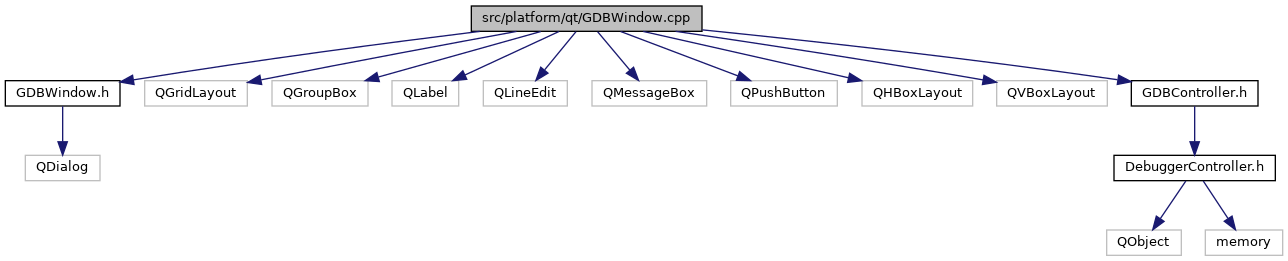 src/platform/qt/GDBWindow.cpp
GDBWindow.h
QGridLayout
QGroupBox
QLabel
QLineEdit
QMessageBox
QPushButton
QHBoxLayout
QVBoxLayout
GDBController.h
QDialog
DebuggerController.h
QObject
memory